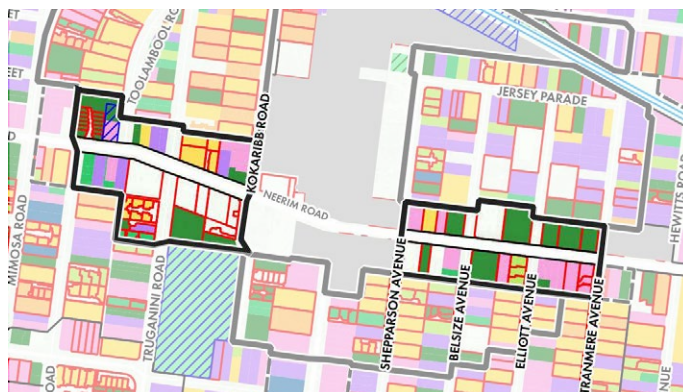 TOOLAMBOOL ROAD
KOKARIBB ROAD
JERSEY PARADE
NEERIM ROAD
MIMOSA ROAD
TRUGANINI ROAD
SHEPPARSON AVENUE
BELSIZE AVENUE
ELLIOTT AVENUE
TRANMERE AVENUE
HEWITTS ROAD
ROAD